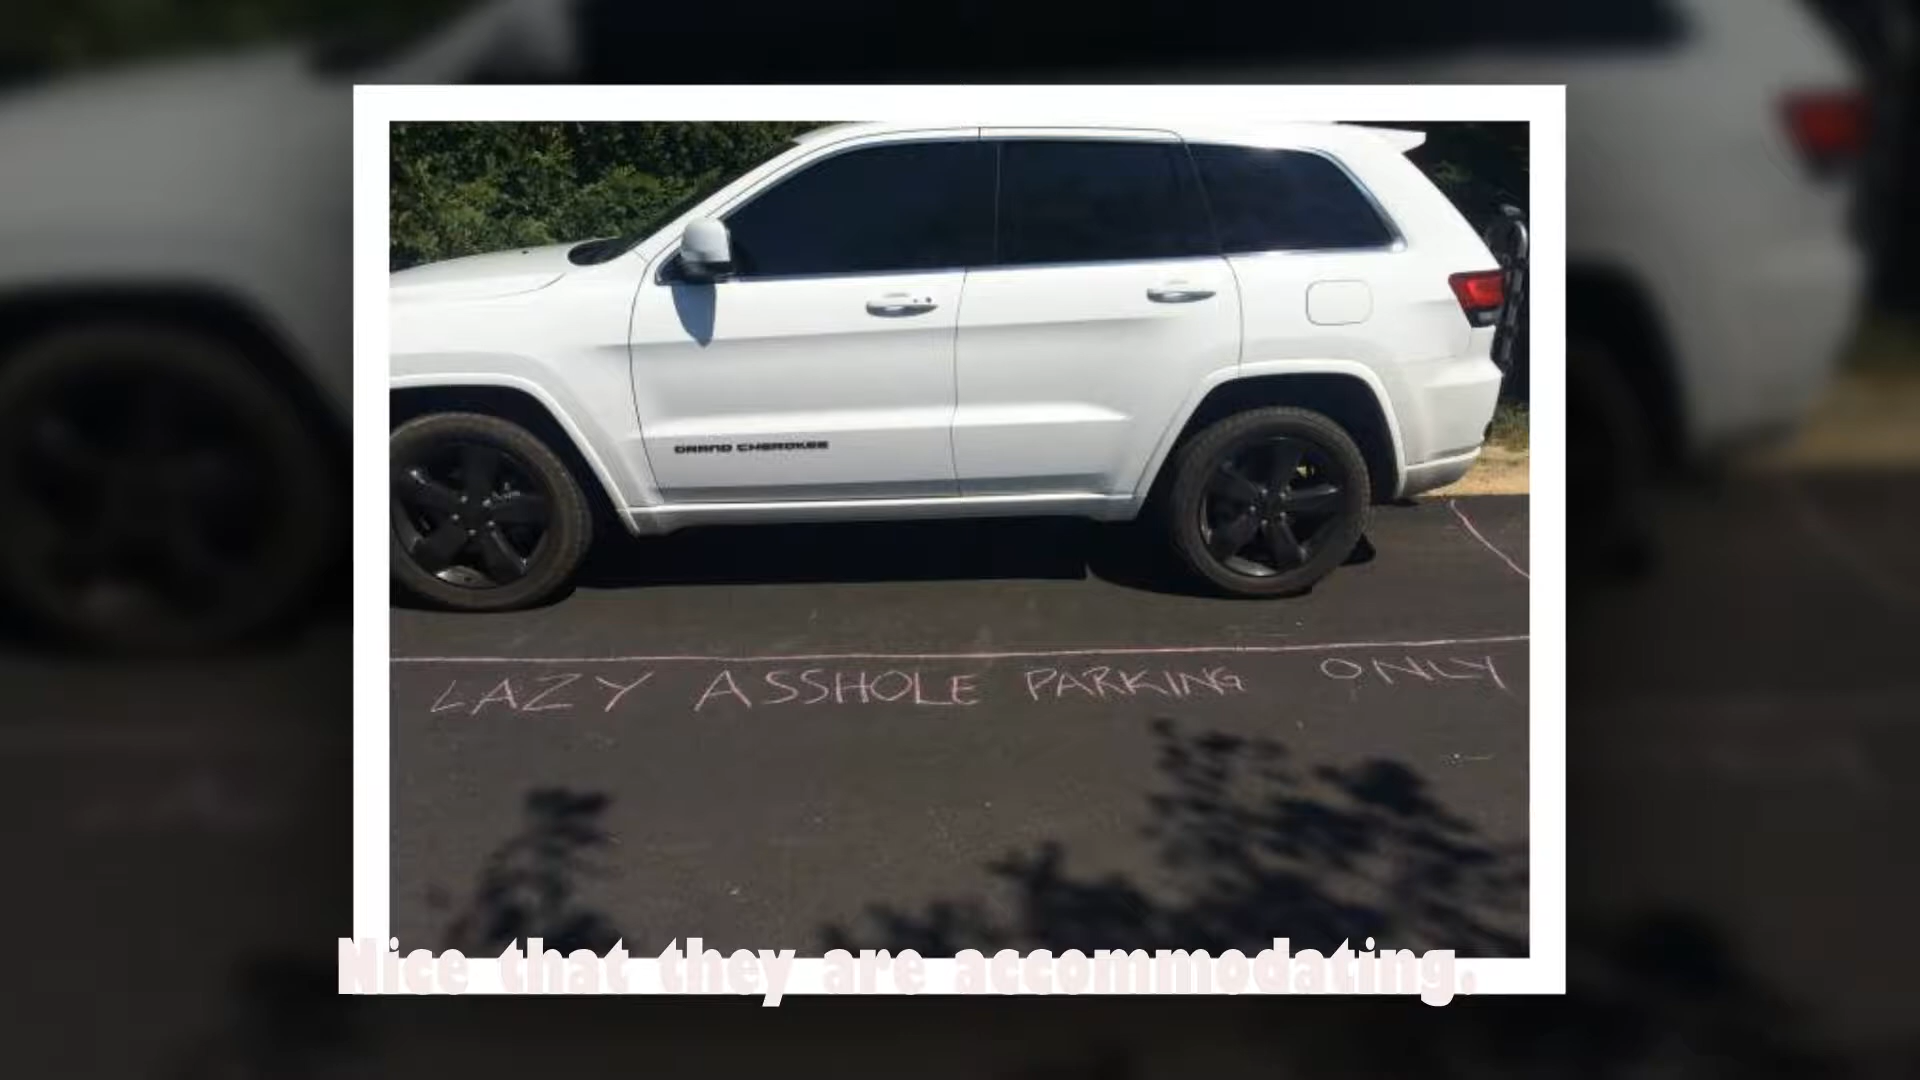 GRAND CHEROKEE
LAZY ASSHOLE PARKING ONLY
Nice that they are accommodating.